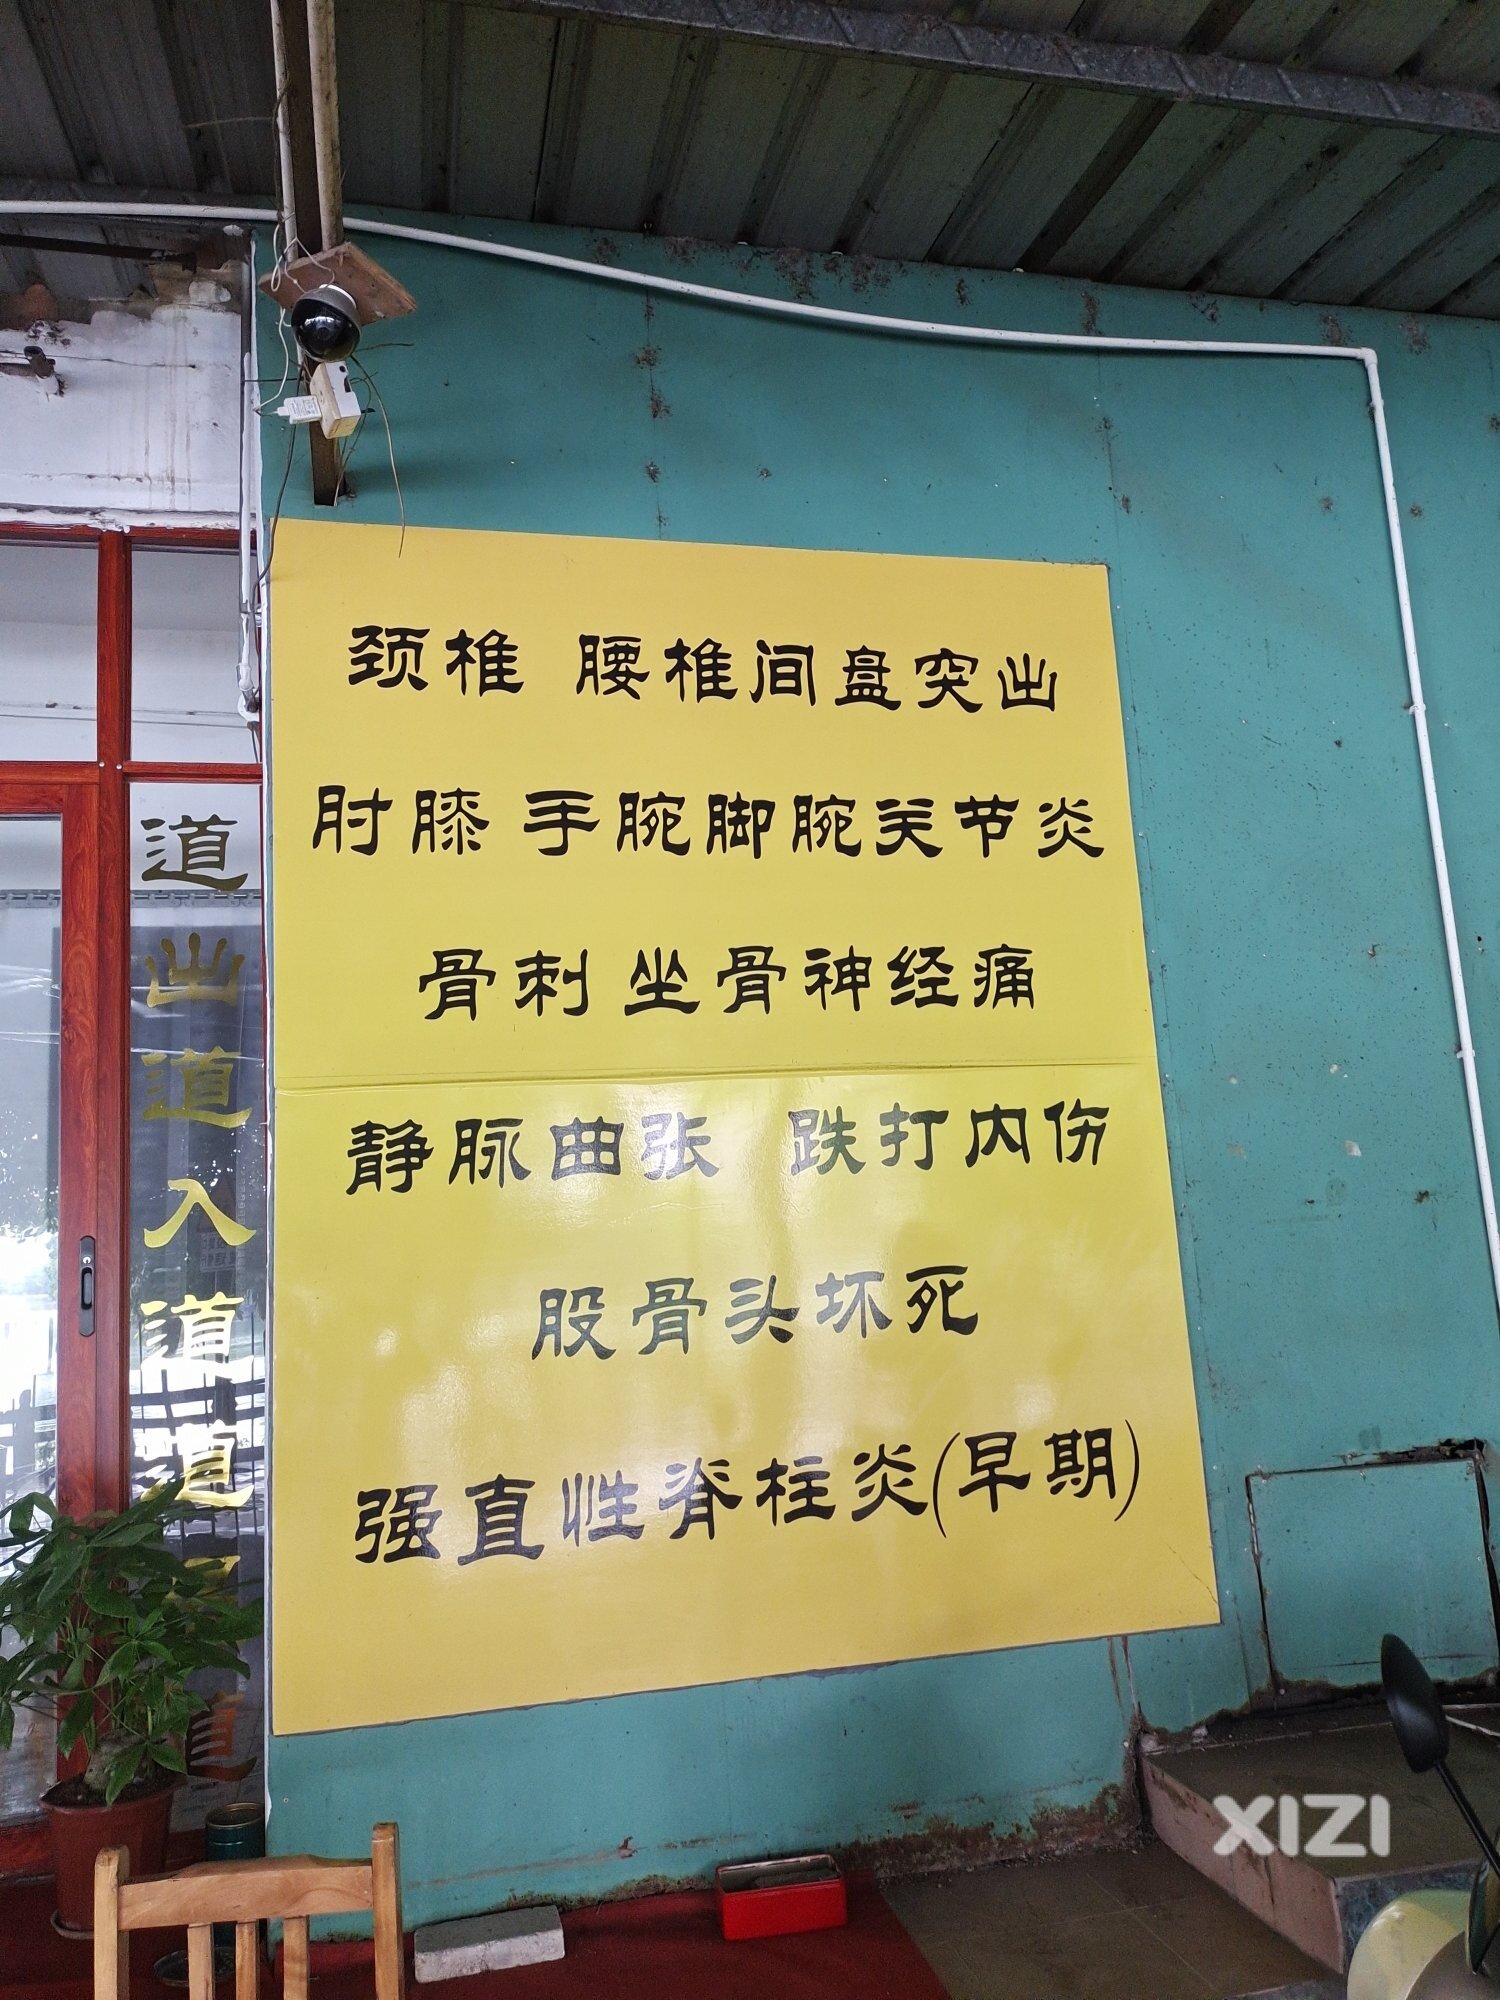 颈椎 腰椎间盘突出
肘膝 手腕脚腕关节炎
骨刺 坐骨神经痛
静脉曲张 跌打内伤
股骨头坏死
强直性脊柱炎(早期)
道出道入道道
道
XIZI